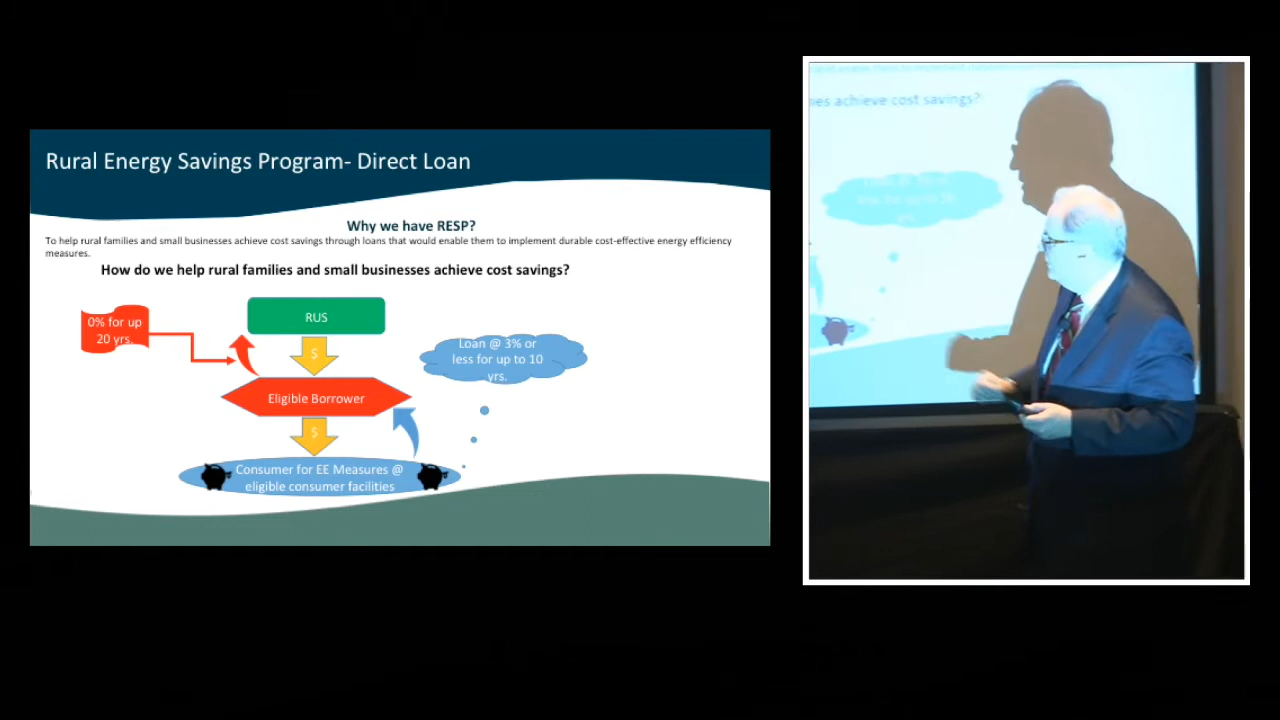 Rural Energy Savings Program- Direct Loan
Why we have RESP?
To help rural families and small businesses achieve cost savings through loans that would enable them to implement durable cost-effective energy efficiency
measures.
How do we help rural families and small businesses achieve cost savings?
0% for up
20 yrs.
RUS
$
Loan @ 3% or
less for up to 10
yrs.
Eligible Borrower
$
Consumer for EE Measures @
eligible consumer facilities
achieve cost savings?